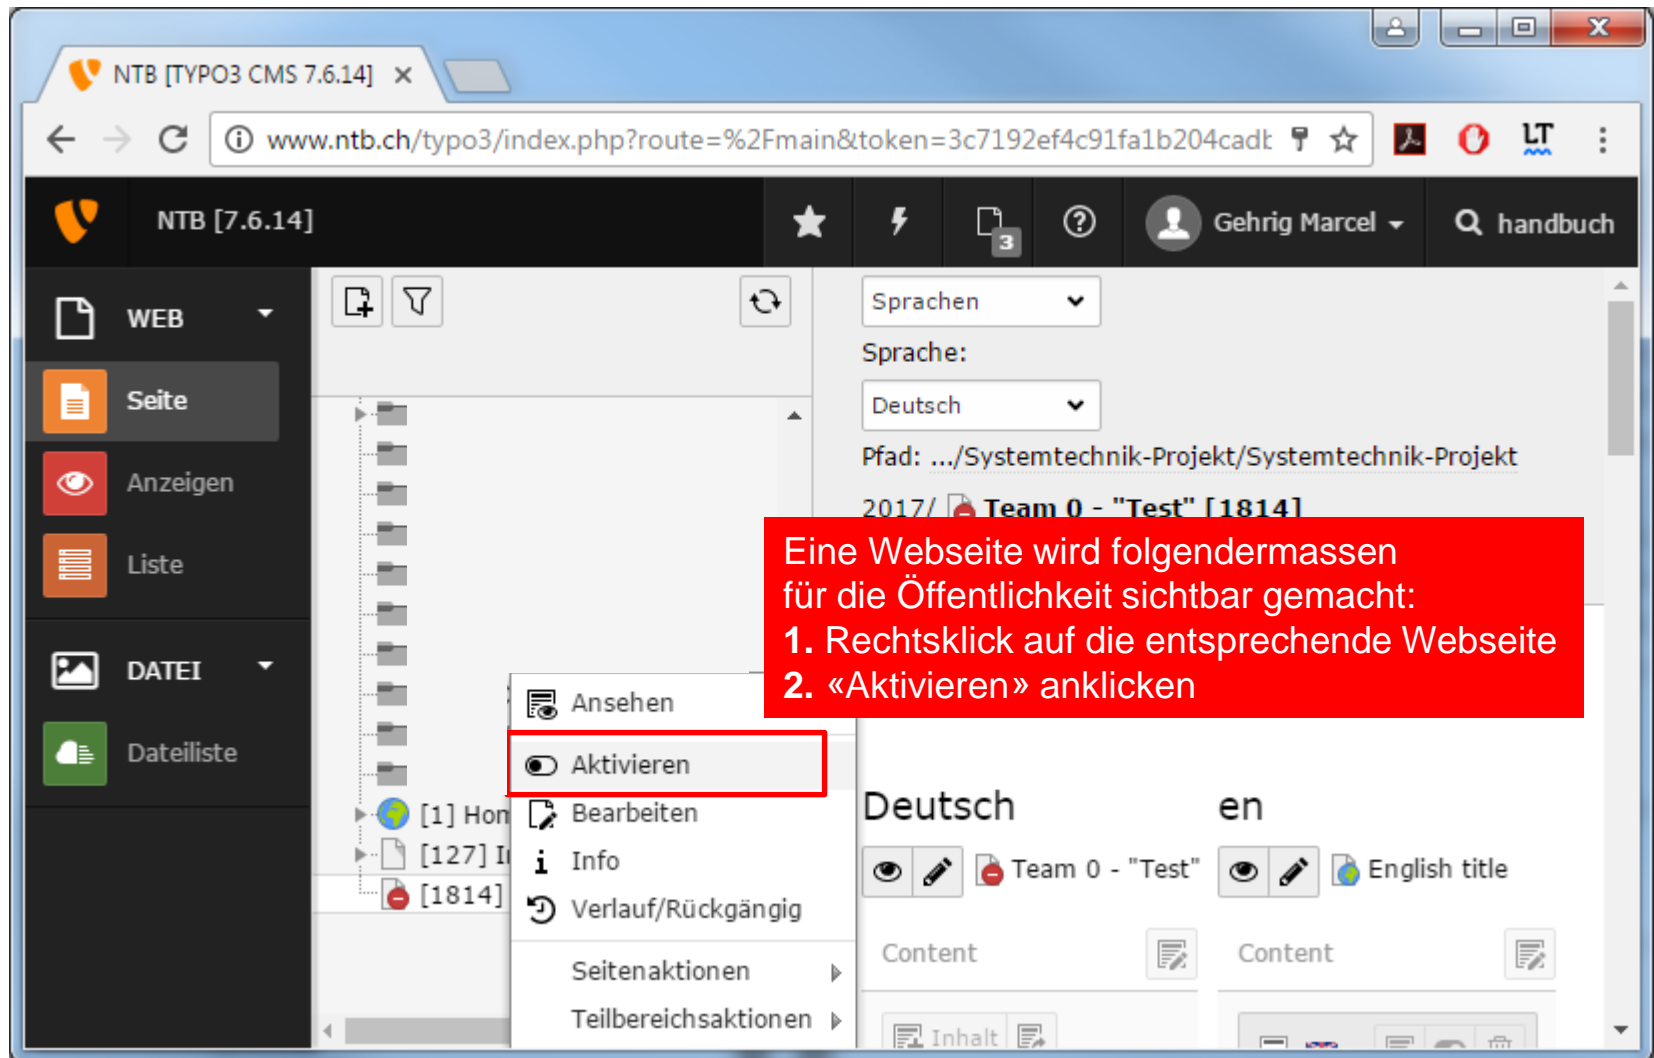 NTB [TYPO3 CMS 7.6.14]
www.ntb.ch/typo3/index.php?route=%2Fmain&token=3c7192ef4c91fa1b204cadb
LT
NTB [7.6.14]
3
Gehrig Marcel
handbuch
WEB
Seite
Anzeigen
Liste
DATEI
Dateiliste
Sprachen
Sprache:
Deutsch
Pfad: .../Systemtechnik-Projekt/Systemtechnik-Projekt
2017/ Team 0 - "Test" [1814]
Eine Webseite wird folgendermassen
für die Öffentlichkeit sichtbar gemacht:
1. Rechtsklick auf die entsprechende Webseite
2. «Aktivieren» anklicken
[1] Hom
[127] I
[1814]
Ansehen
Aktivieren
Bearbeiten
Info
Verlauf/Rückgängig
Seitenaktionen
Teilbereichsaktionen
Deutsch
en
Team 0 - "Test"
English title
Content
Content
Inhalt